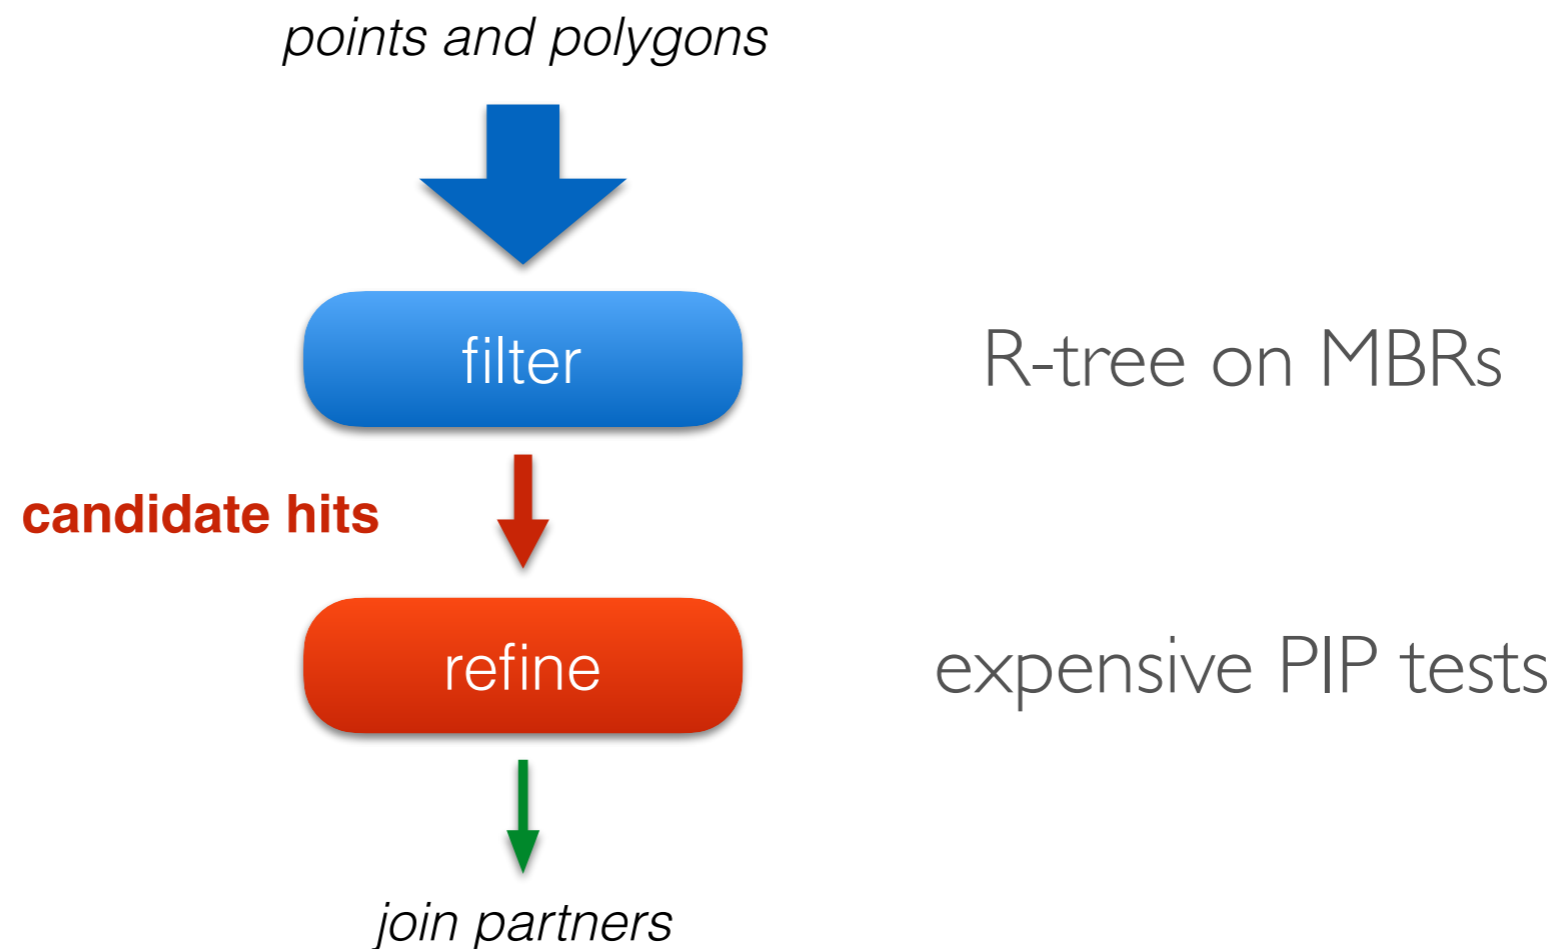 points and polygons
filter
R-tree on MBRs
candidate hits
refine
expensive PIP tests
join partners